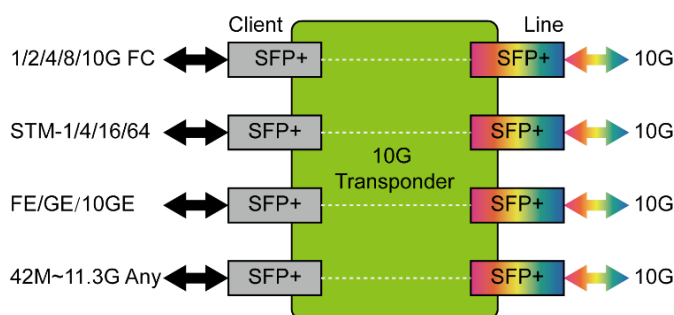 Client Line
1/2/4/8/10G FC SFP+ SFP+ 10G
STM-1/4/16/64 SFP+ SFP+ 10G
10G
Transponder
FE/GE/10GE SFP+ SFP+ 10G
42M~11.3G Any SFP+ SFP+ 10G